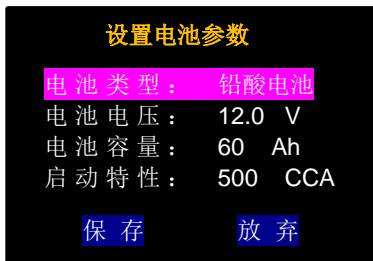 设置电池参数
电池类型： 铅酸电池
电池电压： 12.0 V
电池容量： 60 Ah
启动特性： 500 CCA
保存 放弃